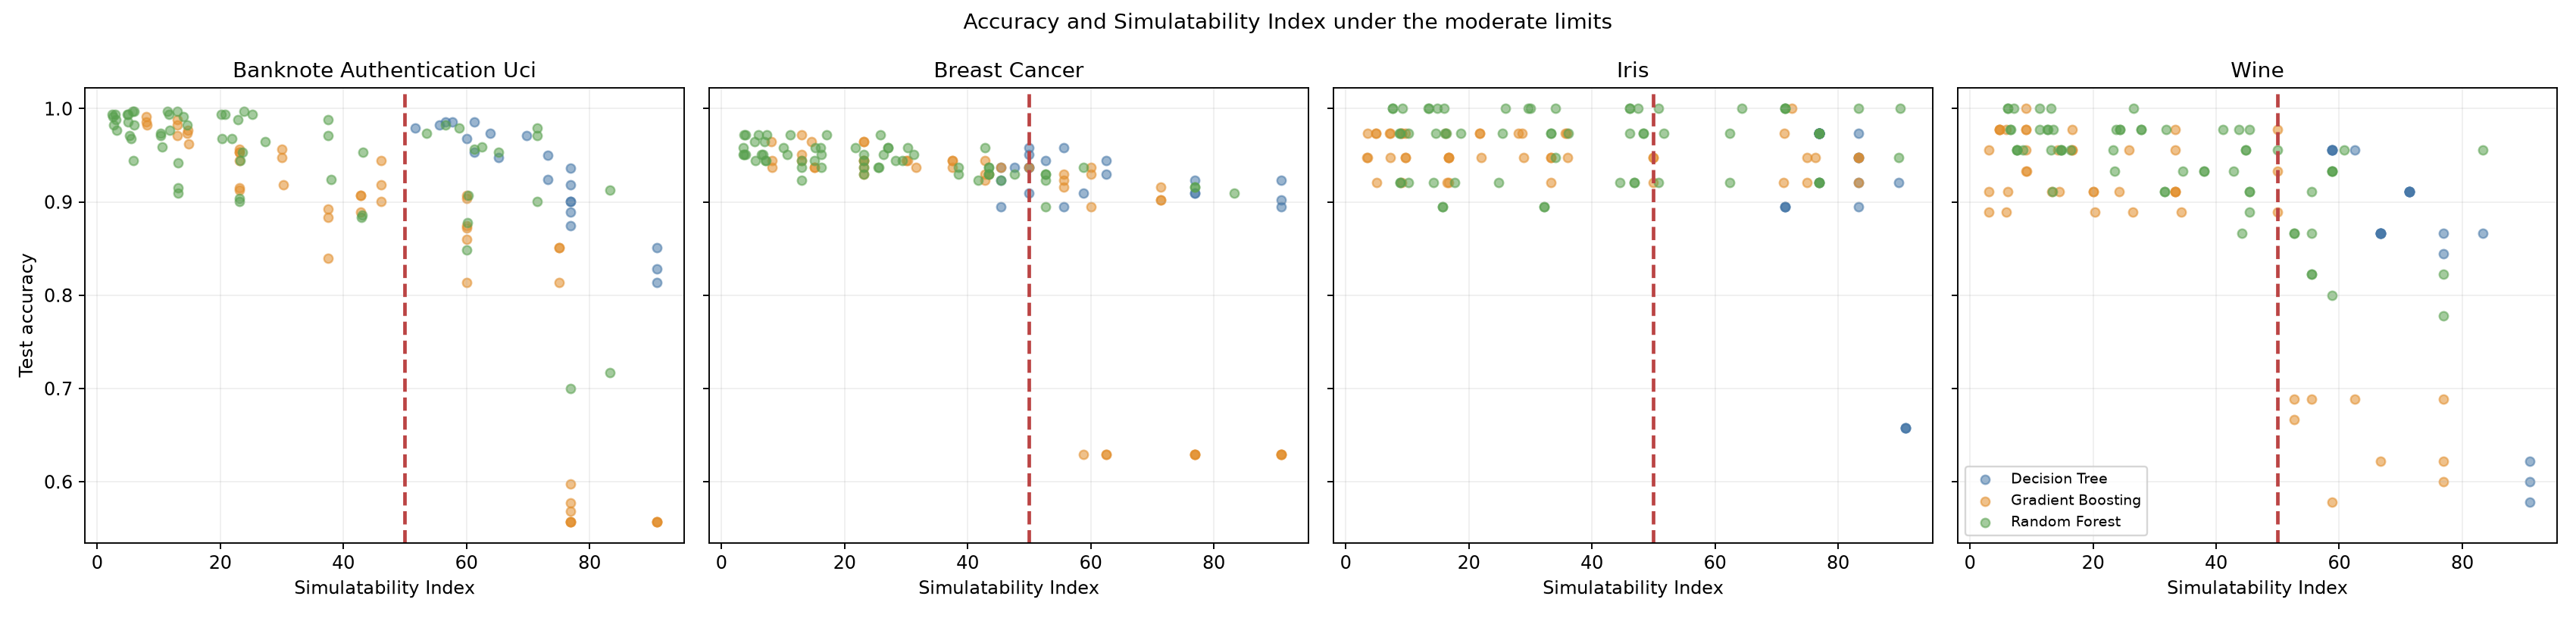 Accuracy and Simulatability Index under the moderate limits
Banknote Authentication Uci
Breast Cancer
Iris
Wine
Test accuracy
1.0
0.9
0.8
0.7
0.6
0 20 40 60 80
0 20 40 60 80
0 20 40 60 80
0 20 40 60 80
Simulatability Index
Simulatability Index
Simulatability Index
Simulatability Index
Decision Tree
Gradient Boosting
Random Forest